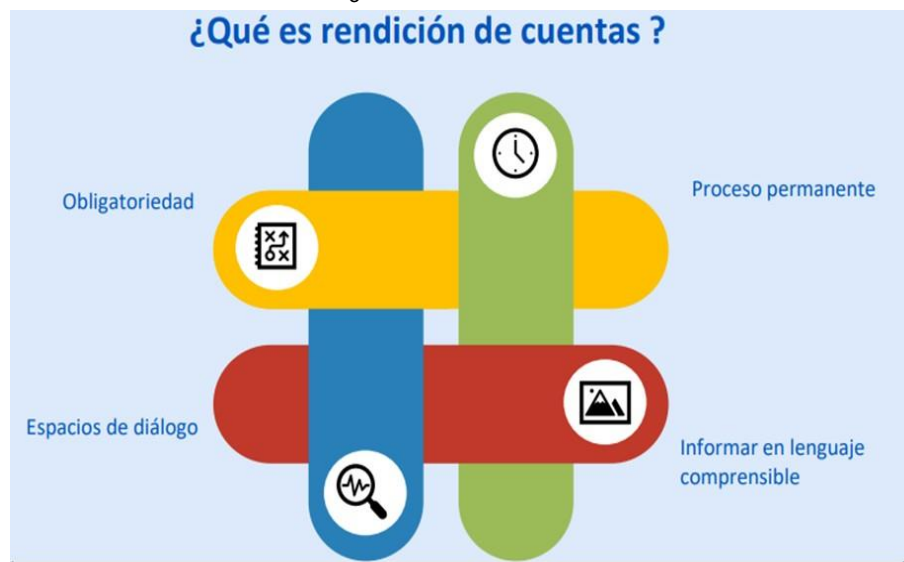 ¿Qué es rendición de cuentas ?
Obligatoriedad
Proceso permanente
Espacios de diálogo
Informar en lenguaje
comprensible